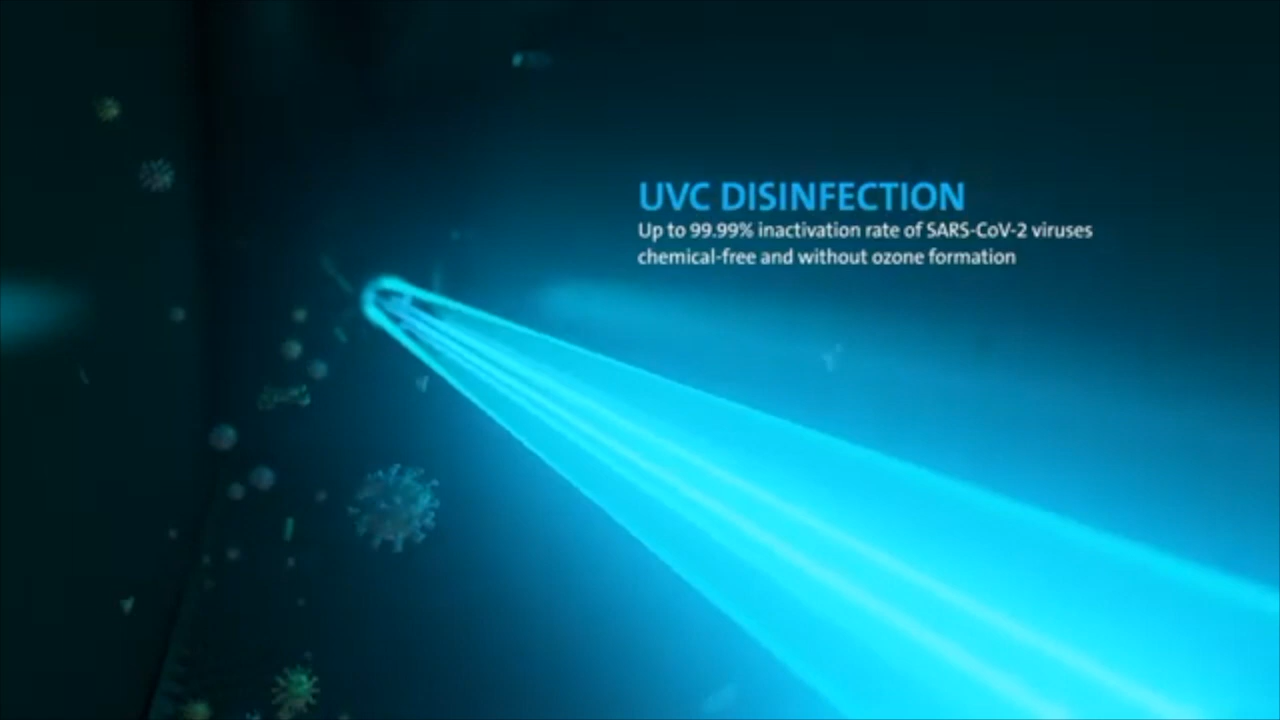 UVC DISINFECTION
Up to 99.99% inactivation rate of SARS-CoV-2 viruses
chemical-free and without ozone formation